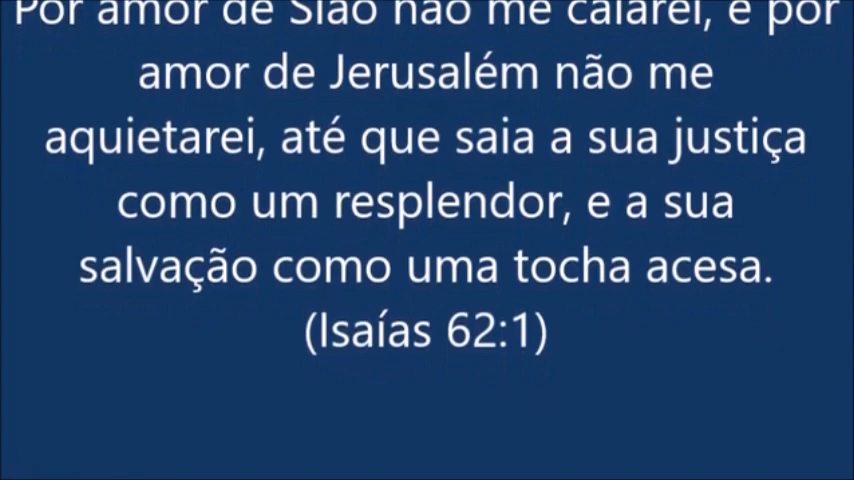 Por amor de Sião não me calarei, e por
amor de Jerusalém não me
aquietarei, até que saia a sua justiça
como um resplendor, e a sua
salvação como uma tocha acesa.
(Isaías 62:1)